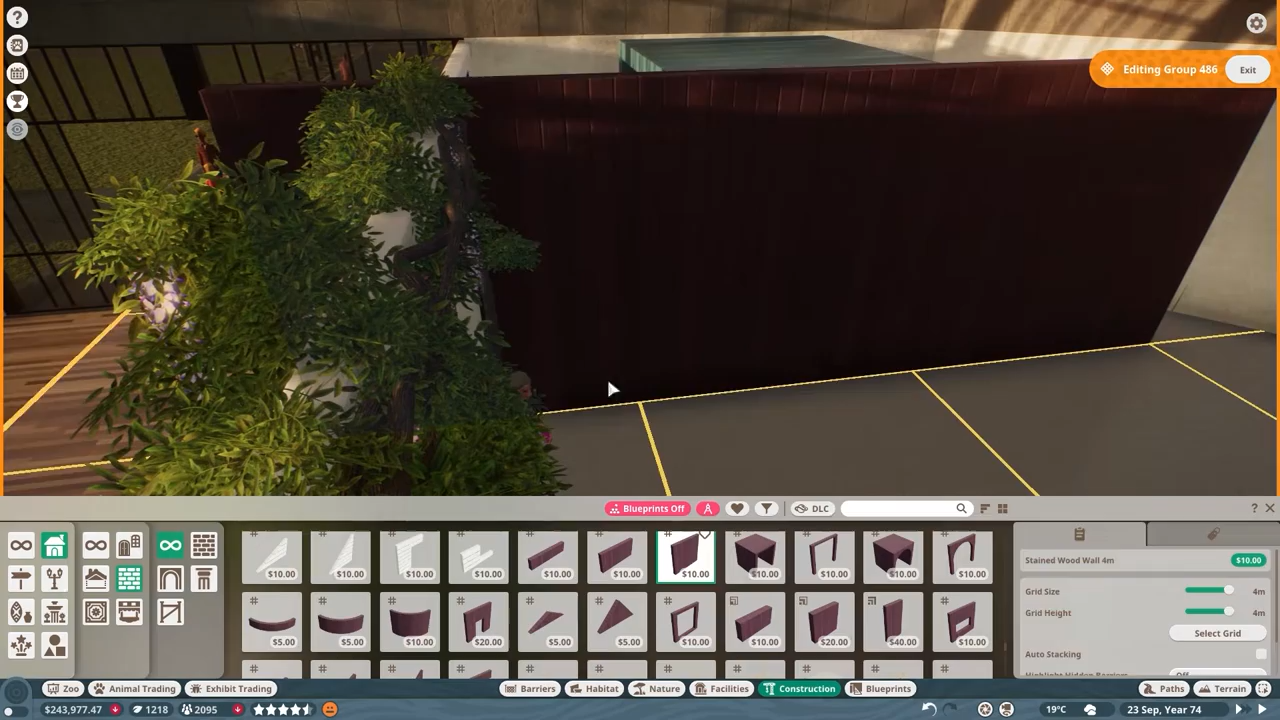 Editing Group 486 Exit
Blueprints Off DLC
$10.00 $10.00 $10.00 $10.00 $10.00 $10.00 $10.00 $10.00 $10.00 $10.00 $10.00
Stained Wood Wall 4m $10.00
Grid Size 4m
Grid Height 4m
Select Grid
$5.00 $5.00 $10.00 $20.00 $5.00 $5.00 $10.00 $10.00 $20.00 $40.00 $10.00
Auto Stacking
Zoo Animal Trading Exhibit Trading Barriers Habitat Nature Facilities Construction Blueprints Paths Terrain
$243,977.47 1218 2095 19°C 23 Sep, Year 74